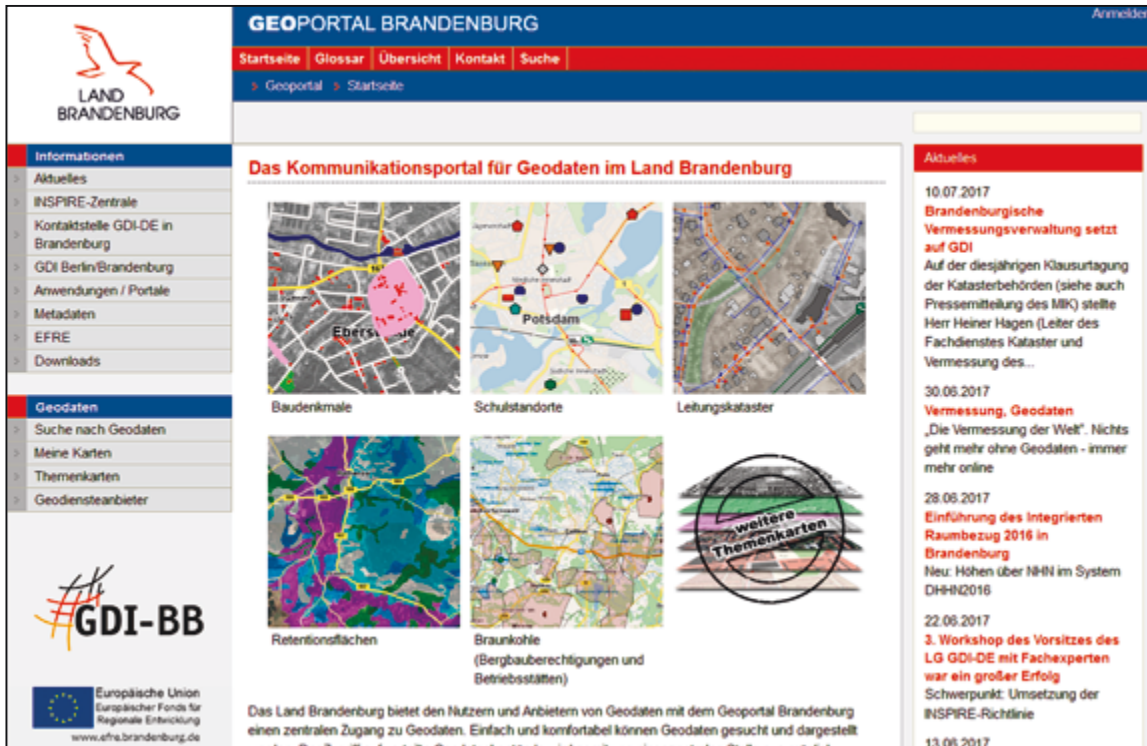 LAND
BRANDENBURG
GEOPORTAL BRANDENBURG
Anmelden
Startseite Glossar Übersicht Kontakt Suche
> Geoportal > Startseite
Informationen
Aktuelles
INSPIRE-Zentrale
Kontaktstelle GDI-DE in
Brandenburg
GDI Berlin/Brandenburg
Anwendungen / Portale
Metadaten
EFRE
Downloads
Geodaten
Suche nach Geodaten
Meine Karten
Themenkarten
Geodiensteanbieter
GDI-BB
Europäische Union
Europäischer Fonds für
Regionale Entwicklung
www.efre.brandenburg.de
Das Kommunikationsportal für Geodaten im Land Brandenburg
Baudenkmale
Potsdam
Schulstandorte
Leitungskataster
Retentionsflächen
Braunkohle
(Bergbauberechtigungen und
Betriebsstätten)
weitere
Themenkarten
Das Land Brandenburg bietet den Nutzern und Anbietern von Geodaten mit dem Geoportal Brandenburg
einen zentralen Zugang zu Geodaten. Einfach und komfortabel können Geodaten gesucht und dargestellt
Aktuelles
10.07.2017
Brandenburgische
Vermessungsverwaltung setzt
auf GDI
Auf der diesjährigen Klausurtagung
der Katasterbehörden (siehe auch
Pressemitteilung des MIK) stellte
Herr Heiner Hagen (Leiter des
Fachdienstes Kataster und
Vermessung des...
30.06.2017
Vermessung, Geodaten
„Die Vermessung der Welt". Nichts
geht mehr ohne Geodaten - immer
mehr online
28.06.2017
Einführung des Integrierten
Raumbezug 2016 in
Brandenburg
Neu: Höhen über NHN im System
DHHN2016
22.06.2017
3. Workshop des Vorsitzes des
LG GDI-DE mit Fachexperten
war ein großer Erfolg
Schwerpunkt: Umsetzung der
INSPIRE-Richtlinie
13.06.2017